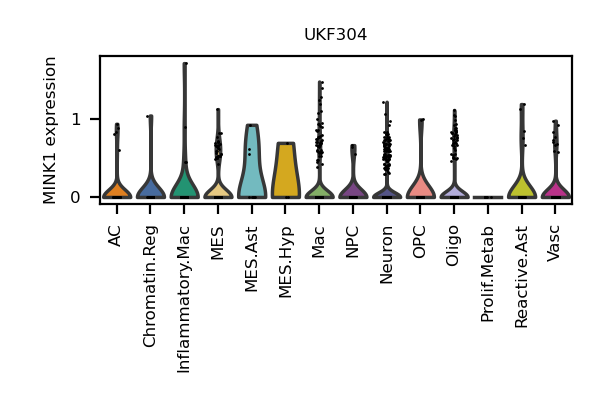 UKF304
MINK1 expression
1
0
AC
Chromatin.Reg
Inflammatory.Mac
MES
MES.Ast
MES.Hyp
Mac
NPC
Neuron
OPC
Oligo
Prolif.Metab
Reactive.Ast
Vasc